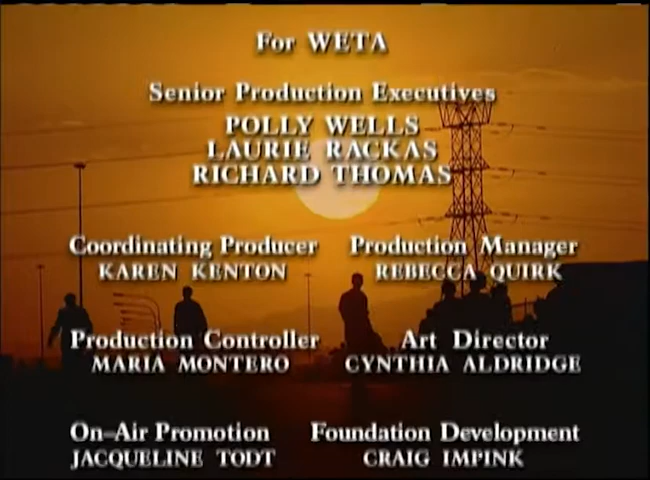 For WETA
Senior Production Executives
POLLY WELLS
LAURIE RACKAS
RICHARD THOMAS
Coordinating Producer
KAREN KENTON
Production Manager
REBECCA QUIRK
Production Controller
MARIA MONTERO
Art Director
CYNTHIA ALDRIDGE
On-Air Promotion
JACQUELINE TODT
Foundation Development
CRAIG IMPINK